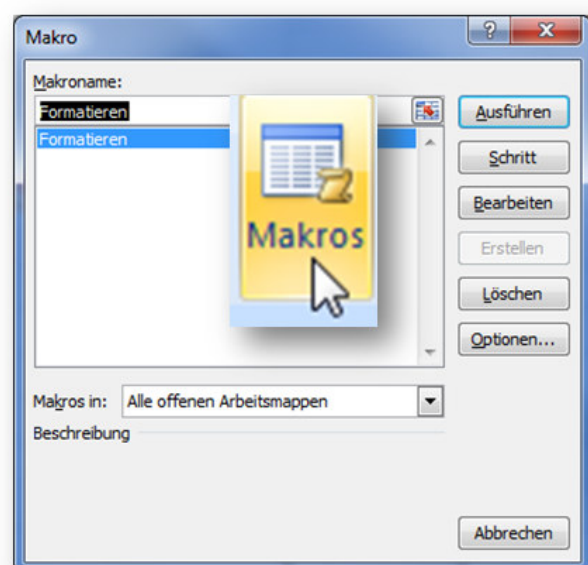 Makro
Makroname:
Formatieren
Formatieren
Makros
Ausführen
Schritt
Bearbeiten
Erstellen
Löschen
Optionen...
Makros in: Alle offenen Arbeitsmappen
Beschreibung
Abbrechen